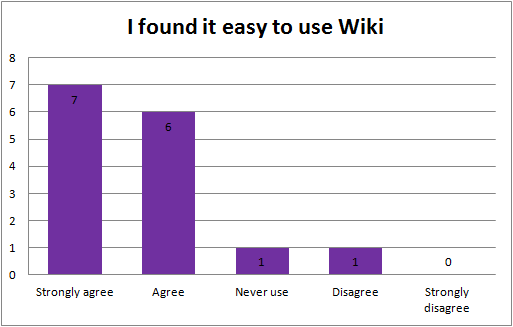 I found it easy to use Wiki
8
7
6
5
4
3
2
1
0
7
6
1
1
0
Strongly agree
Agree
Never use
Disagree
Strongly
disagree